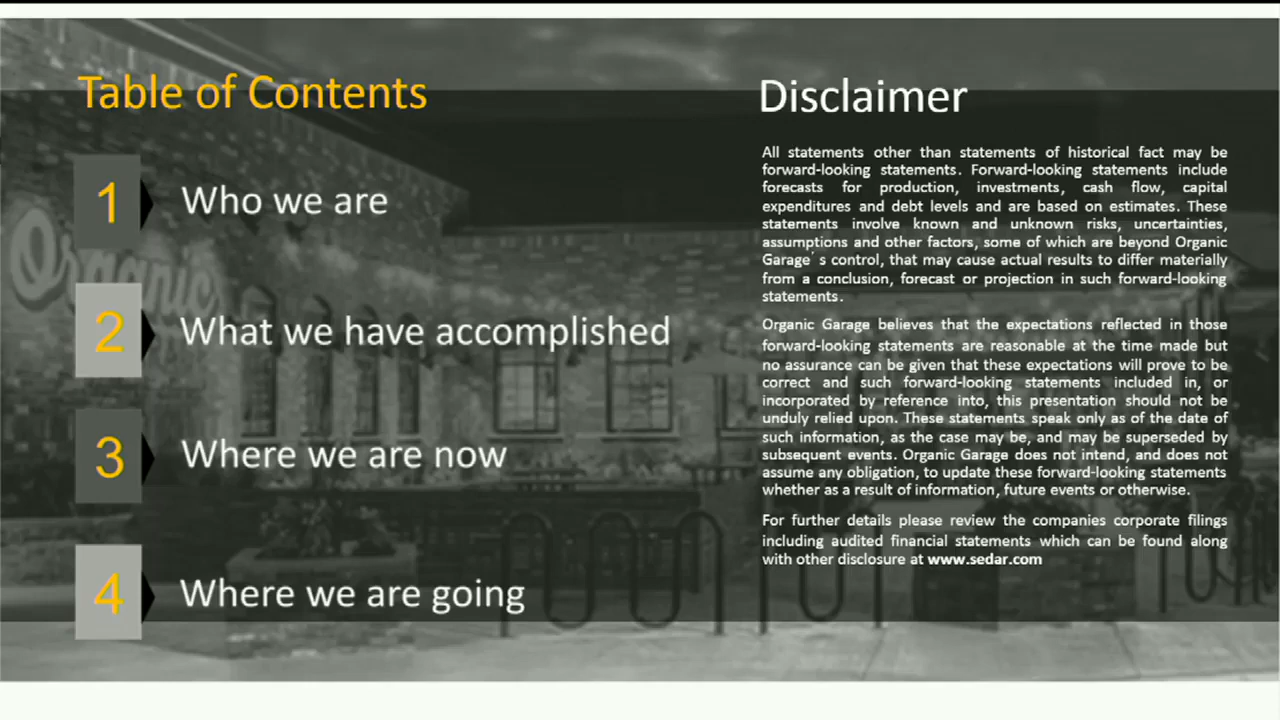 Table of Contents
1
Who we are
2
What we have accomplished
3
Where we are now
4
Where we are going
Organic
Disclaimer
All statements other than statements of historical fact may be
forward-looking statements. Forward-looking statements include
forecasts for production, investments, cash flow, capital
expenditures and debt levels and are based on estimates. These
statements involve known and unknown risks, uncertainties,
assumptions and other factors, some of which are beyond Organic
Garage´s control, that may cause actual results to differ materially
from a conclusion, forecast or projection in such forward-looking
statements.
Organic Garage believes that the expectations reflected in those
forward-looking statements are reasonable at the time made but
no assurance can be given that these expectations will prove to be
correct and such forward-looking statements included in, or
incorporated by reference into, this presentation should not be
unduly relied upon. These statements speak only as of the date of
such information, as the case may be, and may be superseded by
subsequent events. Organic Garage does not intend, and does not
assume any obligation, to update these forward-looking statements
whether as a result of information, future events or otherwise.
For further details please review the companies corporate filings
including audited financial statements which can be found along
with other disclosure at www.sedar.com